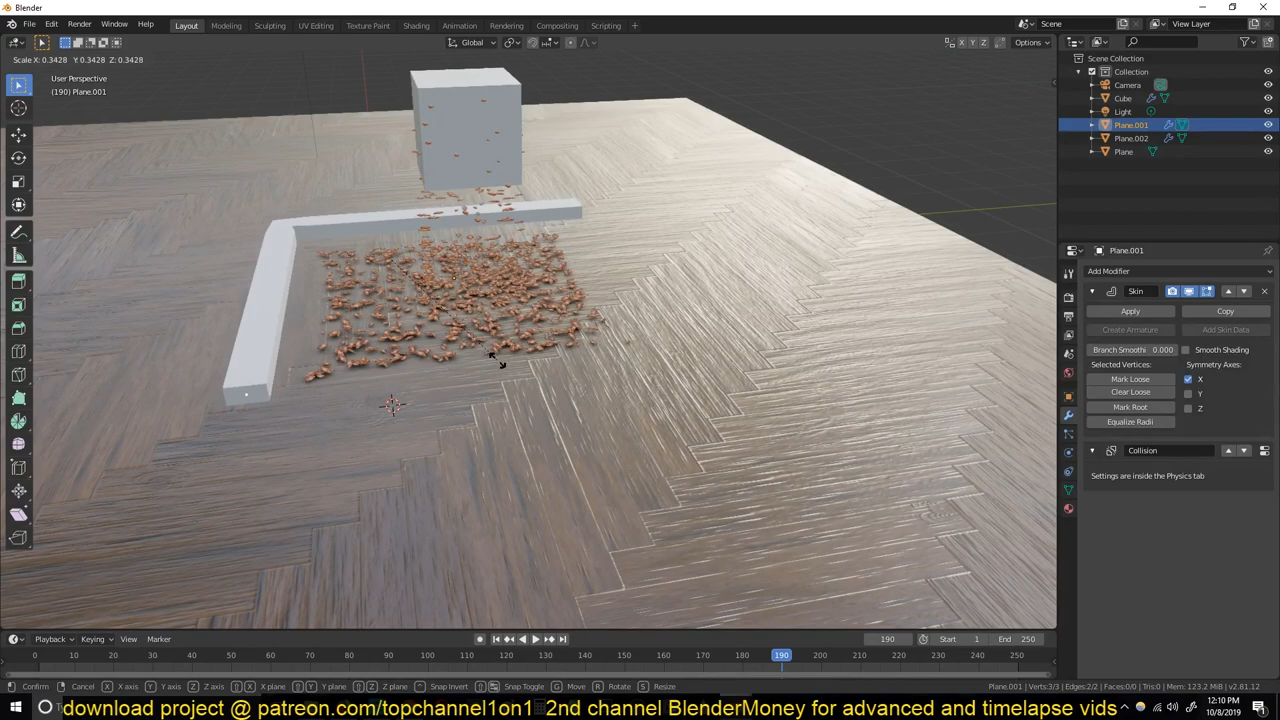 Blender
File Edit Render Window Help Layout Modeling Sculpting UV Editing Texture Paint Shading Animation Rendering Compositing Scripting + Scene View Layer
Global X Y Z Options
Scale X: 0.3428 Y: 0.3428 Z: 0.3428
User Perspective
(190) Plane.001
Scene Collection
Collection
Camera
Cube
Light
Plane.001
Plane.002
Plane
Plane.001
Add Modifier
Skin
Apply Copy
Create Armature Add Skin Data
Branch Smoothi 0.000 Smooth Shading
Selected Vertices: Symmetry Axes:
Mark Loose X
Clear Loose Y
Mark Root Z
Equalize Radii
Collision
Settings are inside the Physics tab
Playback Keying View Marker 190 Start 1 End 250
0 10 20 30 40 50 60 70 80 90 100 110 120 130 140 150 160 170 180 190 200 210 220 230 240 250
Confirm Cancel X X axis Y Y axis Z Z axis X X plane Y Y plane Z Z plane Snap Invert Snap Toggle G Move R Rotate S Resize Plane.001 | Verts:3/3 | Edges:2/2 | Faces:0/0 | Tris:0 | Mem: 123.2 MiB | v2.81.12
download project @ patreon.com/topchannel1on1 2nd channel BlenderMoney for advanced and timelapse vids
12:10 PM
10/8/2019